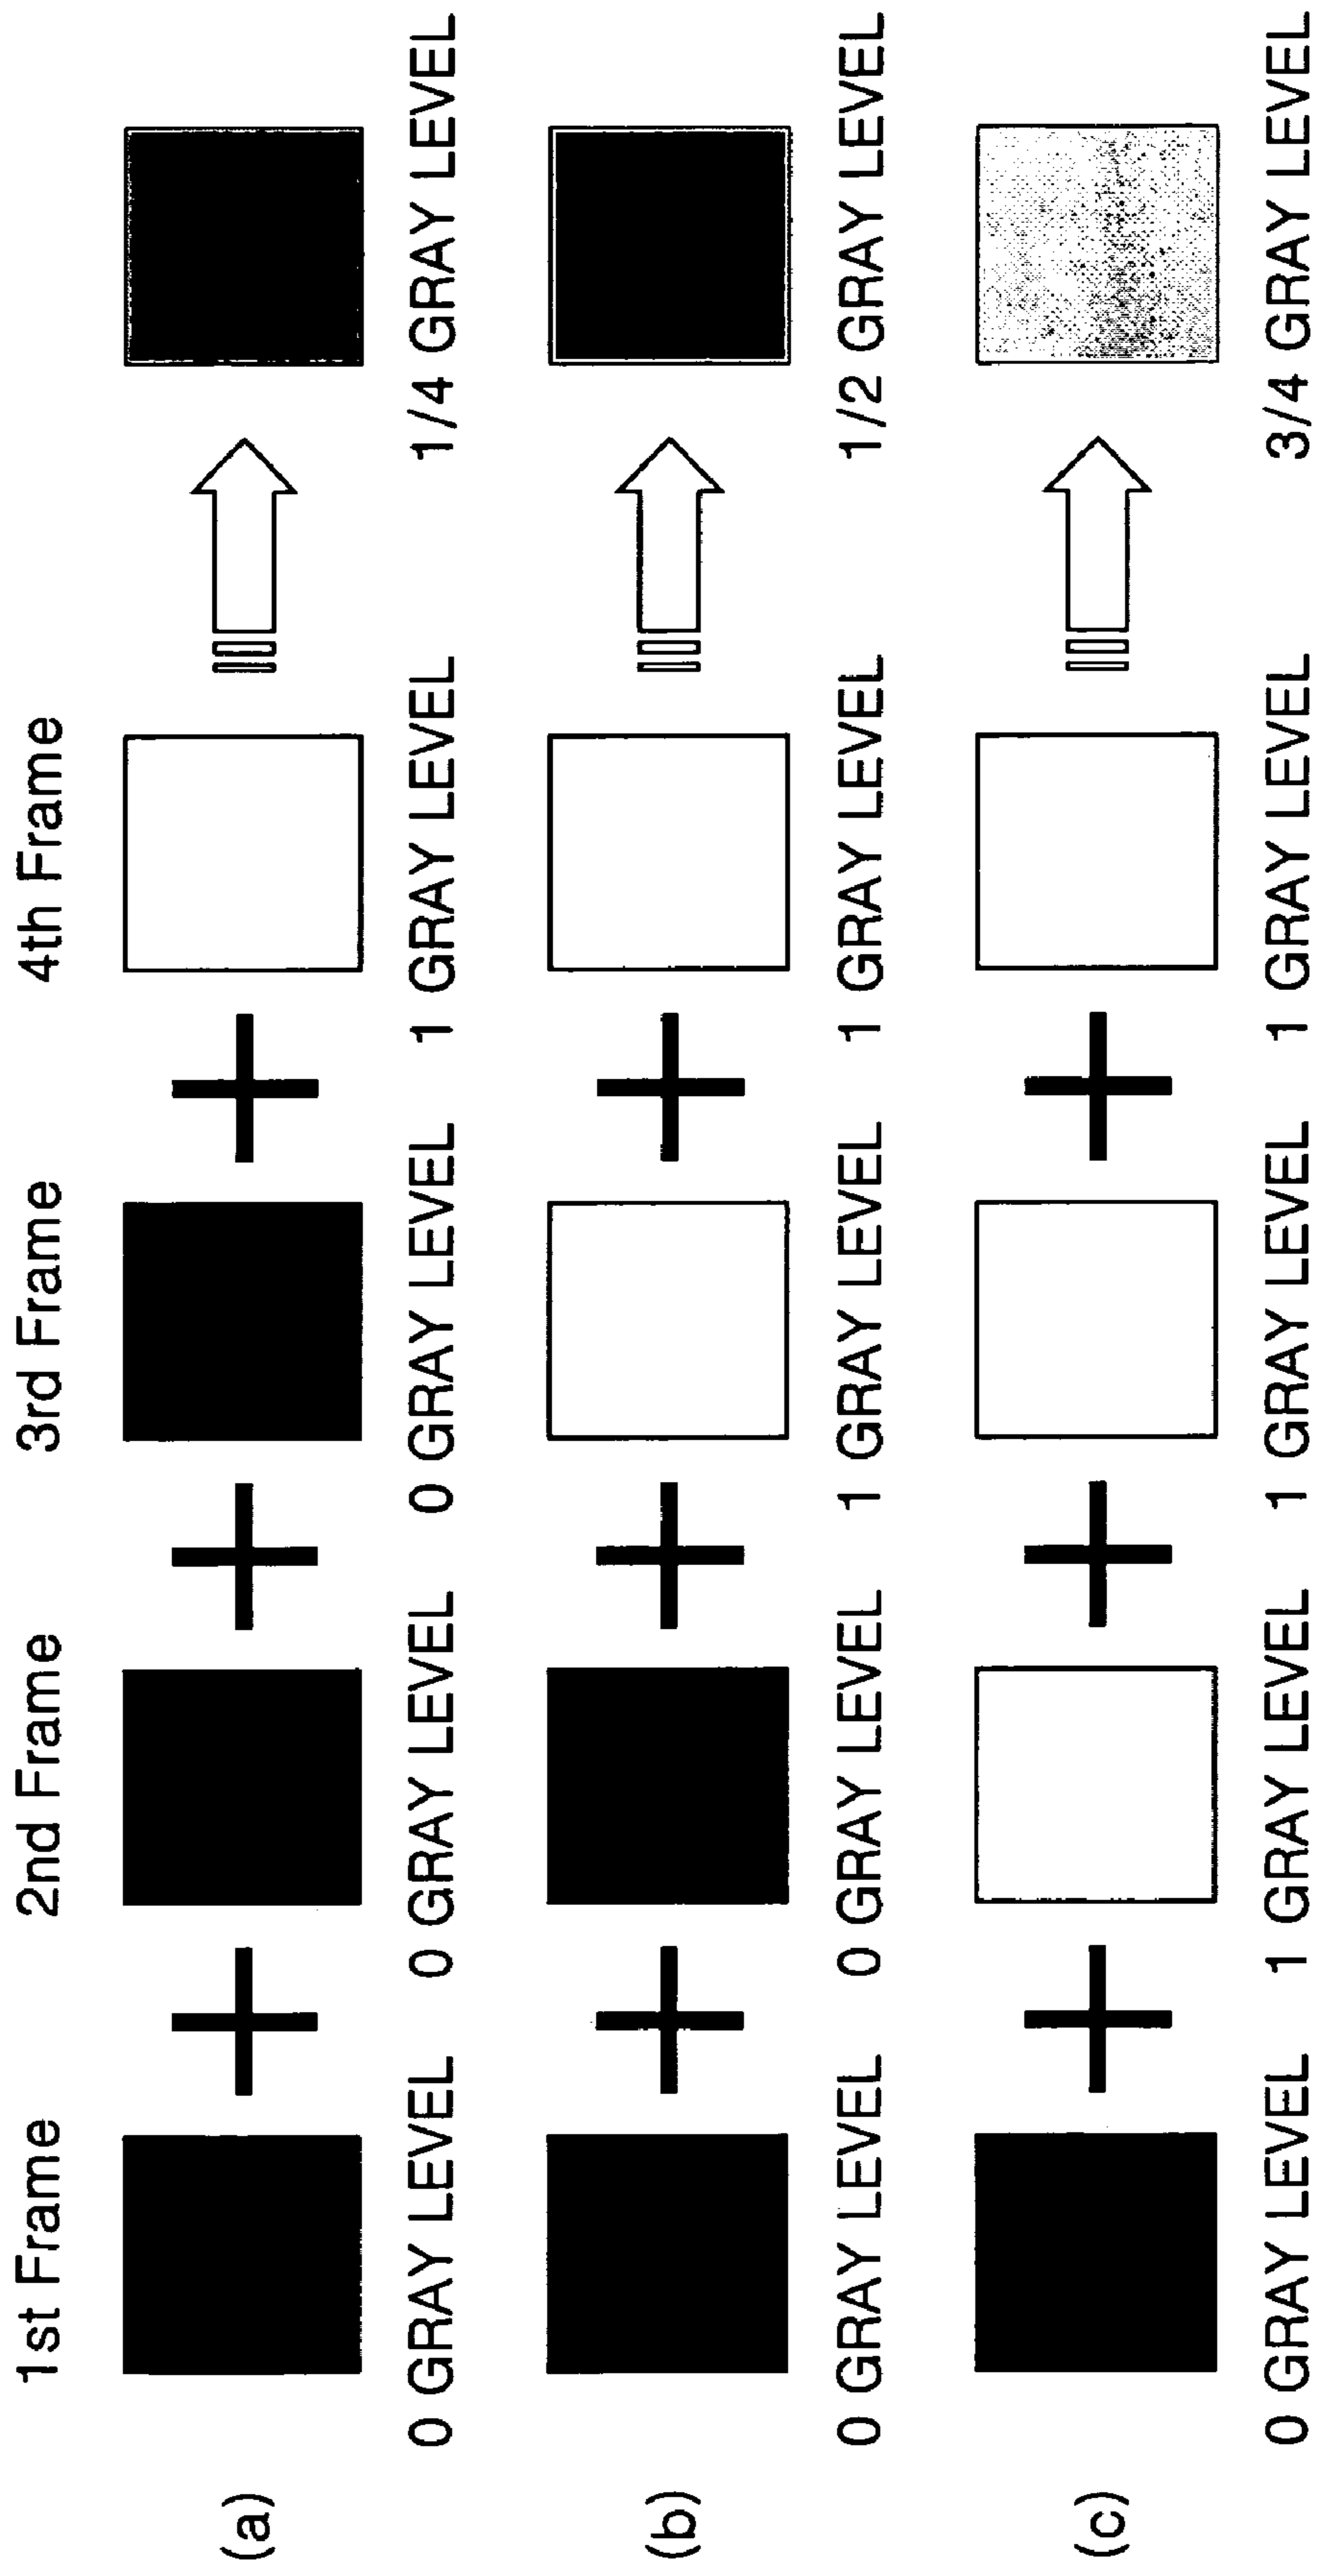 1st Frame 2nd Frame 3rd Frame 4th Frame
(a)
0 GRAY LEVEL 0 GRAY LEVEL 0 GRAY LEVEL 1 GRAY LEVEL 1/4 GRAY LEVEL
(b)
0 GRAY LEVEL 0 GRAY LEVEL 1 GRAY LEVEL 1 GRAY LEVEL 1/2 GRAY LEVEL
(c)
0 GRAY LEVEL 1 GRAY LEVEL 1 GRAY LEVEL 1 GRAY LEVEL 3/4 GRAY LEVEL